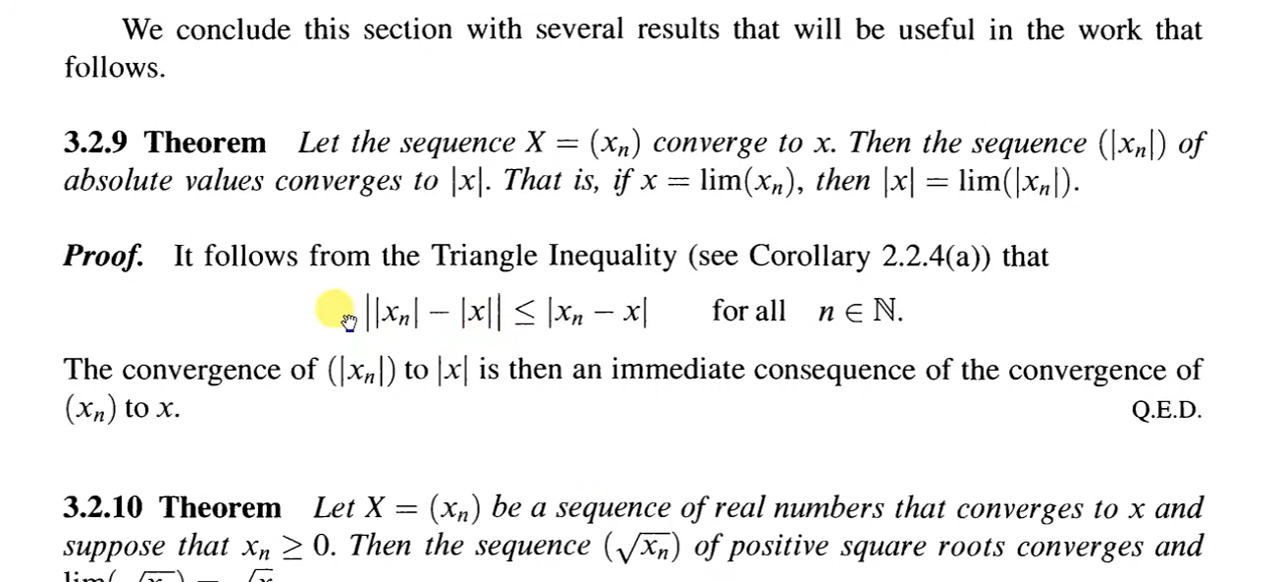 We conclude this section with several results that will be useful in the work that
follows.
3.2.9 Theorem Let the sequence X = (xₙ) converge to x. Then the sequence (|xₙ|) of
absolute values converges to |x|. That is, if x = lim(xₙ), then |x| = lim(|xₙ|).
Proof. It follows from the Triangle Inequality (see Corollary 2.2.4(a)) that
||xₙ| − |x|| ≤ |xₙ − x| for all n ∈ ℕ.
The convergence of (|xₙ|) to |x| is then an immediate consequence of the convergence of
(xₙ) to x. Q.E.D.
3.2.10 Theorem Let X = (xₙ) be a sequence of real numbers that converges to x and
suppose that xₙ ≥ 0. Then the sequence (√xₙ) of positive square roots converges and